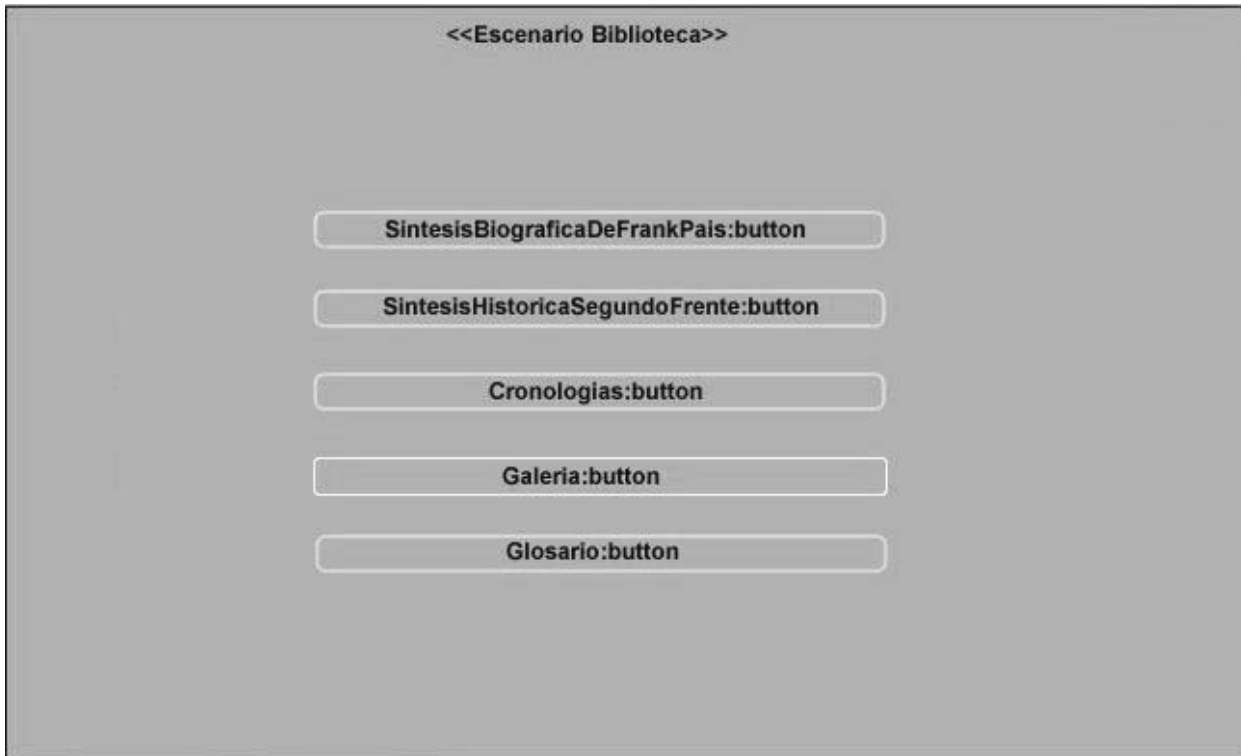 <<Escenario Biblioteca>>
SintesisBiograficaDeFrankPais:button
SintesisHistoricaSegundoFrente:button
Cronologias:button
Galeria:button
Glosario:button